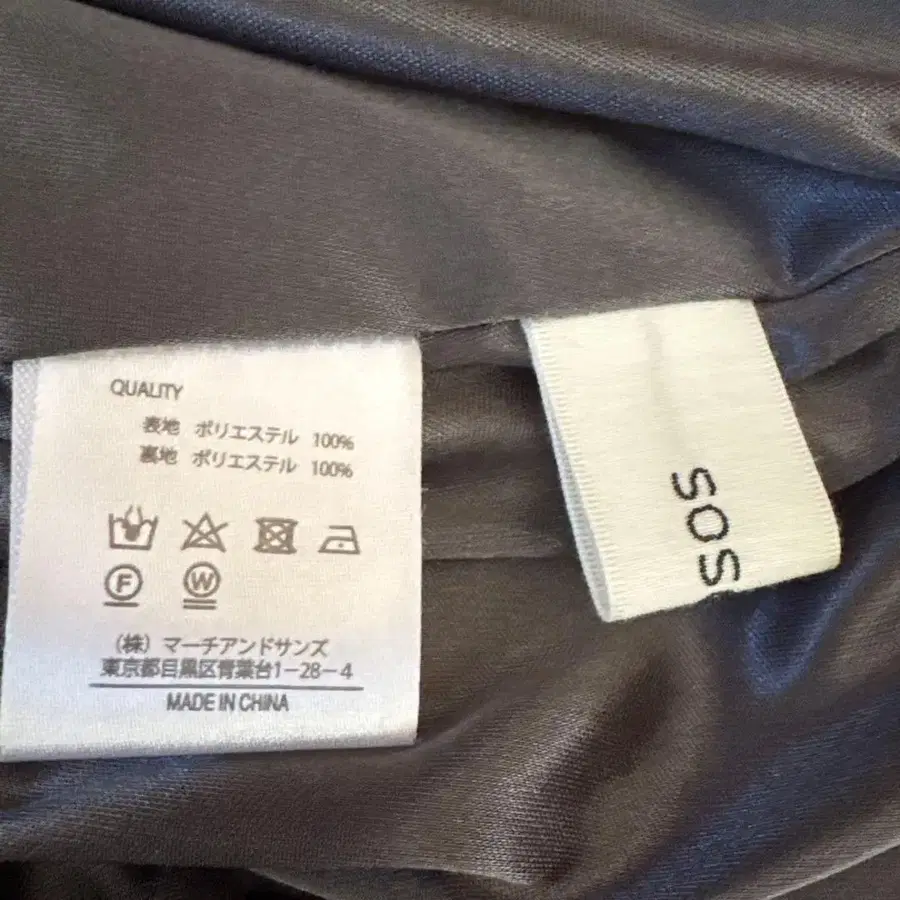 QUALITY
表地 ポリエステル 100%
裏地 ポリエステル 100%
F W
（株）マーチアンドサンズ
東京都目黒区青葉台1-28-4
MADE IN CHINA
SOS